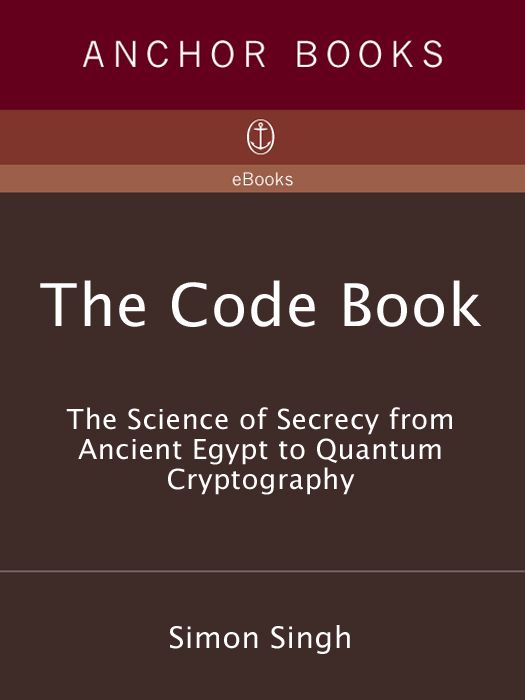 ANCHOR BOOKS
eBooks
The Code Book
The Science of Secrecy from
Ancient Egypt to Quantum
Cryptography
Simon Singh